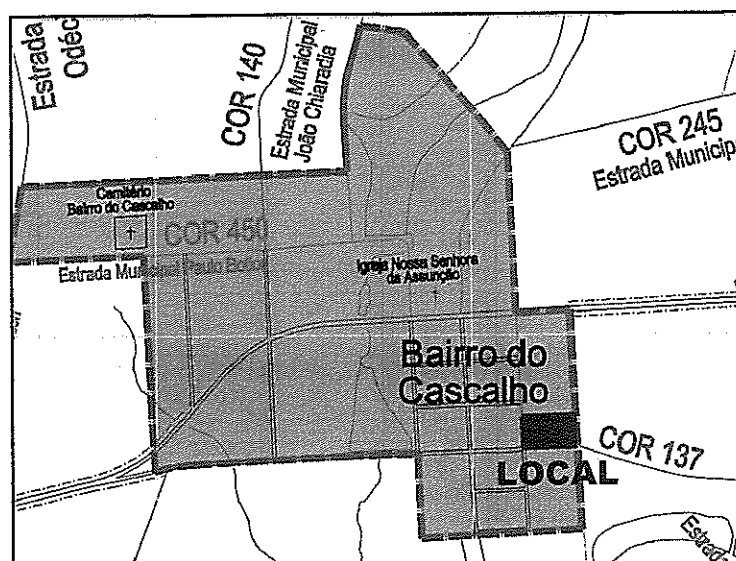 Estrada
Odéc
COR 140
Estrada Municipal
João Chiaradia
COR 245
Estrada Municip
Cemitério
Bairro do Cascalho
COR 450
Estrada Municipal Paulo
Igreja Nossa Senhora
da Assunção
Bairro do
Cascalho
COR 137
LOCAL
Estrada